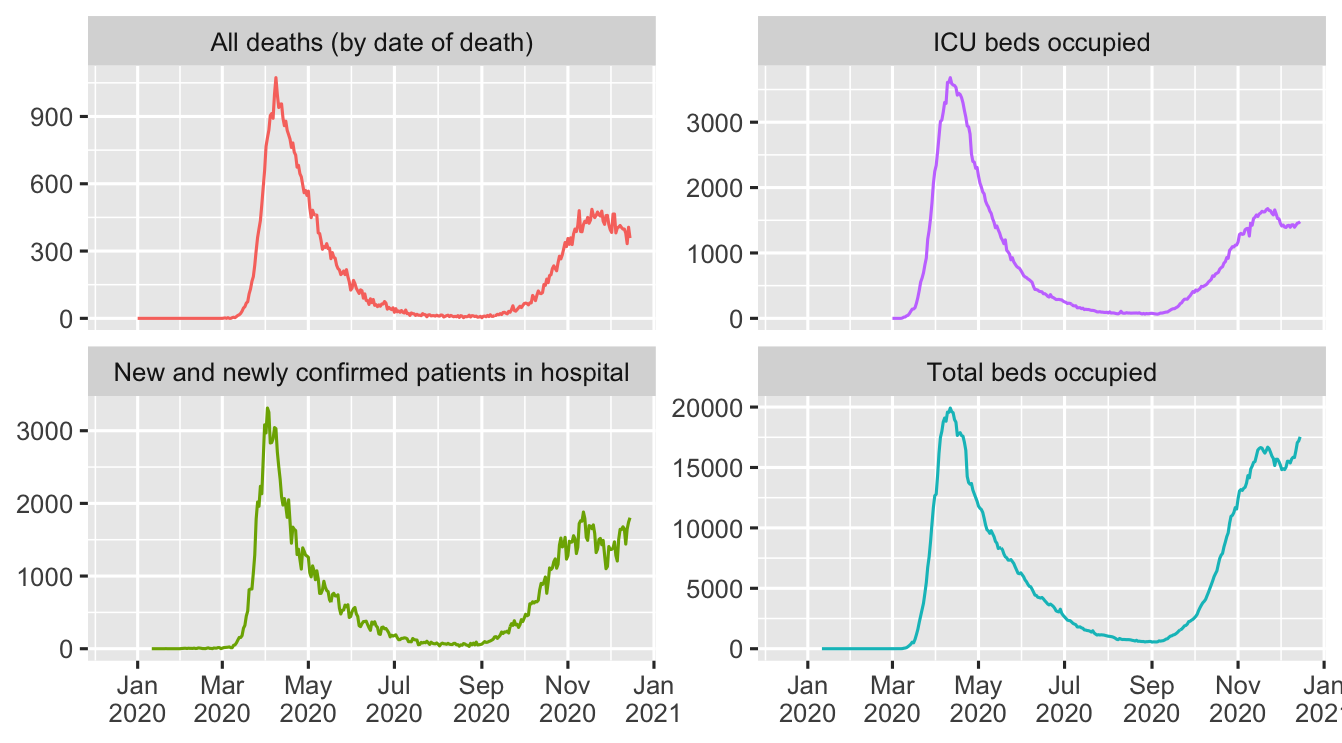 All deaths (by date of death)
ICU beds occupied
900
600
300
0
3000
2000
1000
0
New and newly confirmed patients in hospital
Total beds occupied
3000
2000
1000
0
20000
15000
10000
5000
0
Jan Mar May Jul Sep Nov Jan
2020 2020 2020 2020 2020 2020 2021
Jan Mar May Jul Sep Nov Jan
2020 2020 2020 2020 2020 2020 202